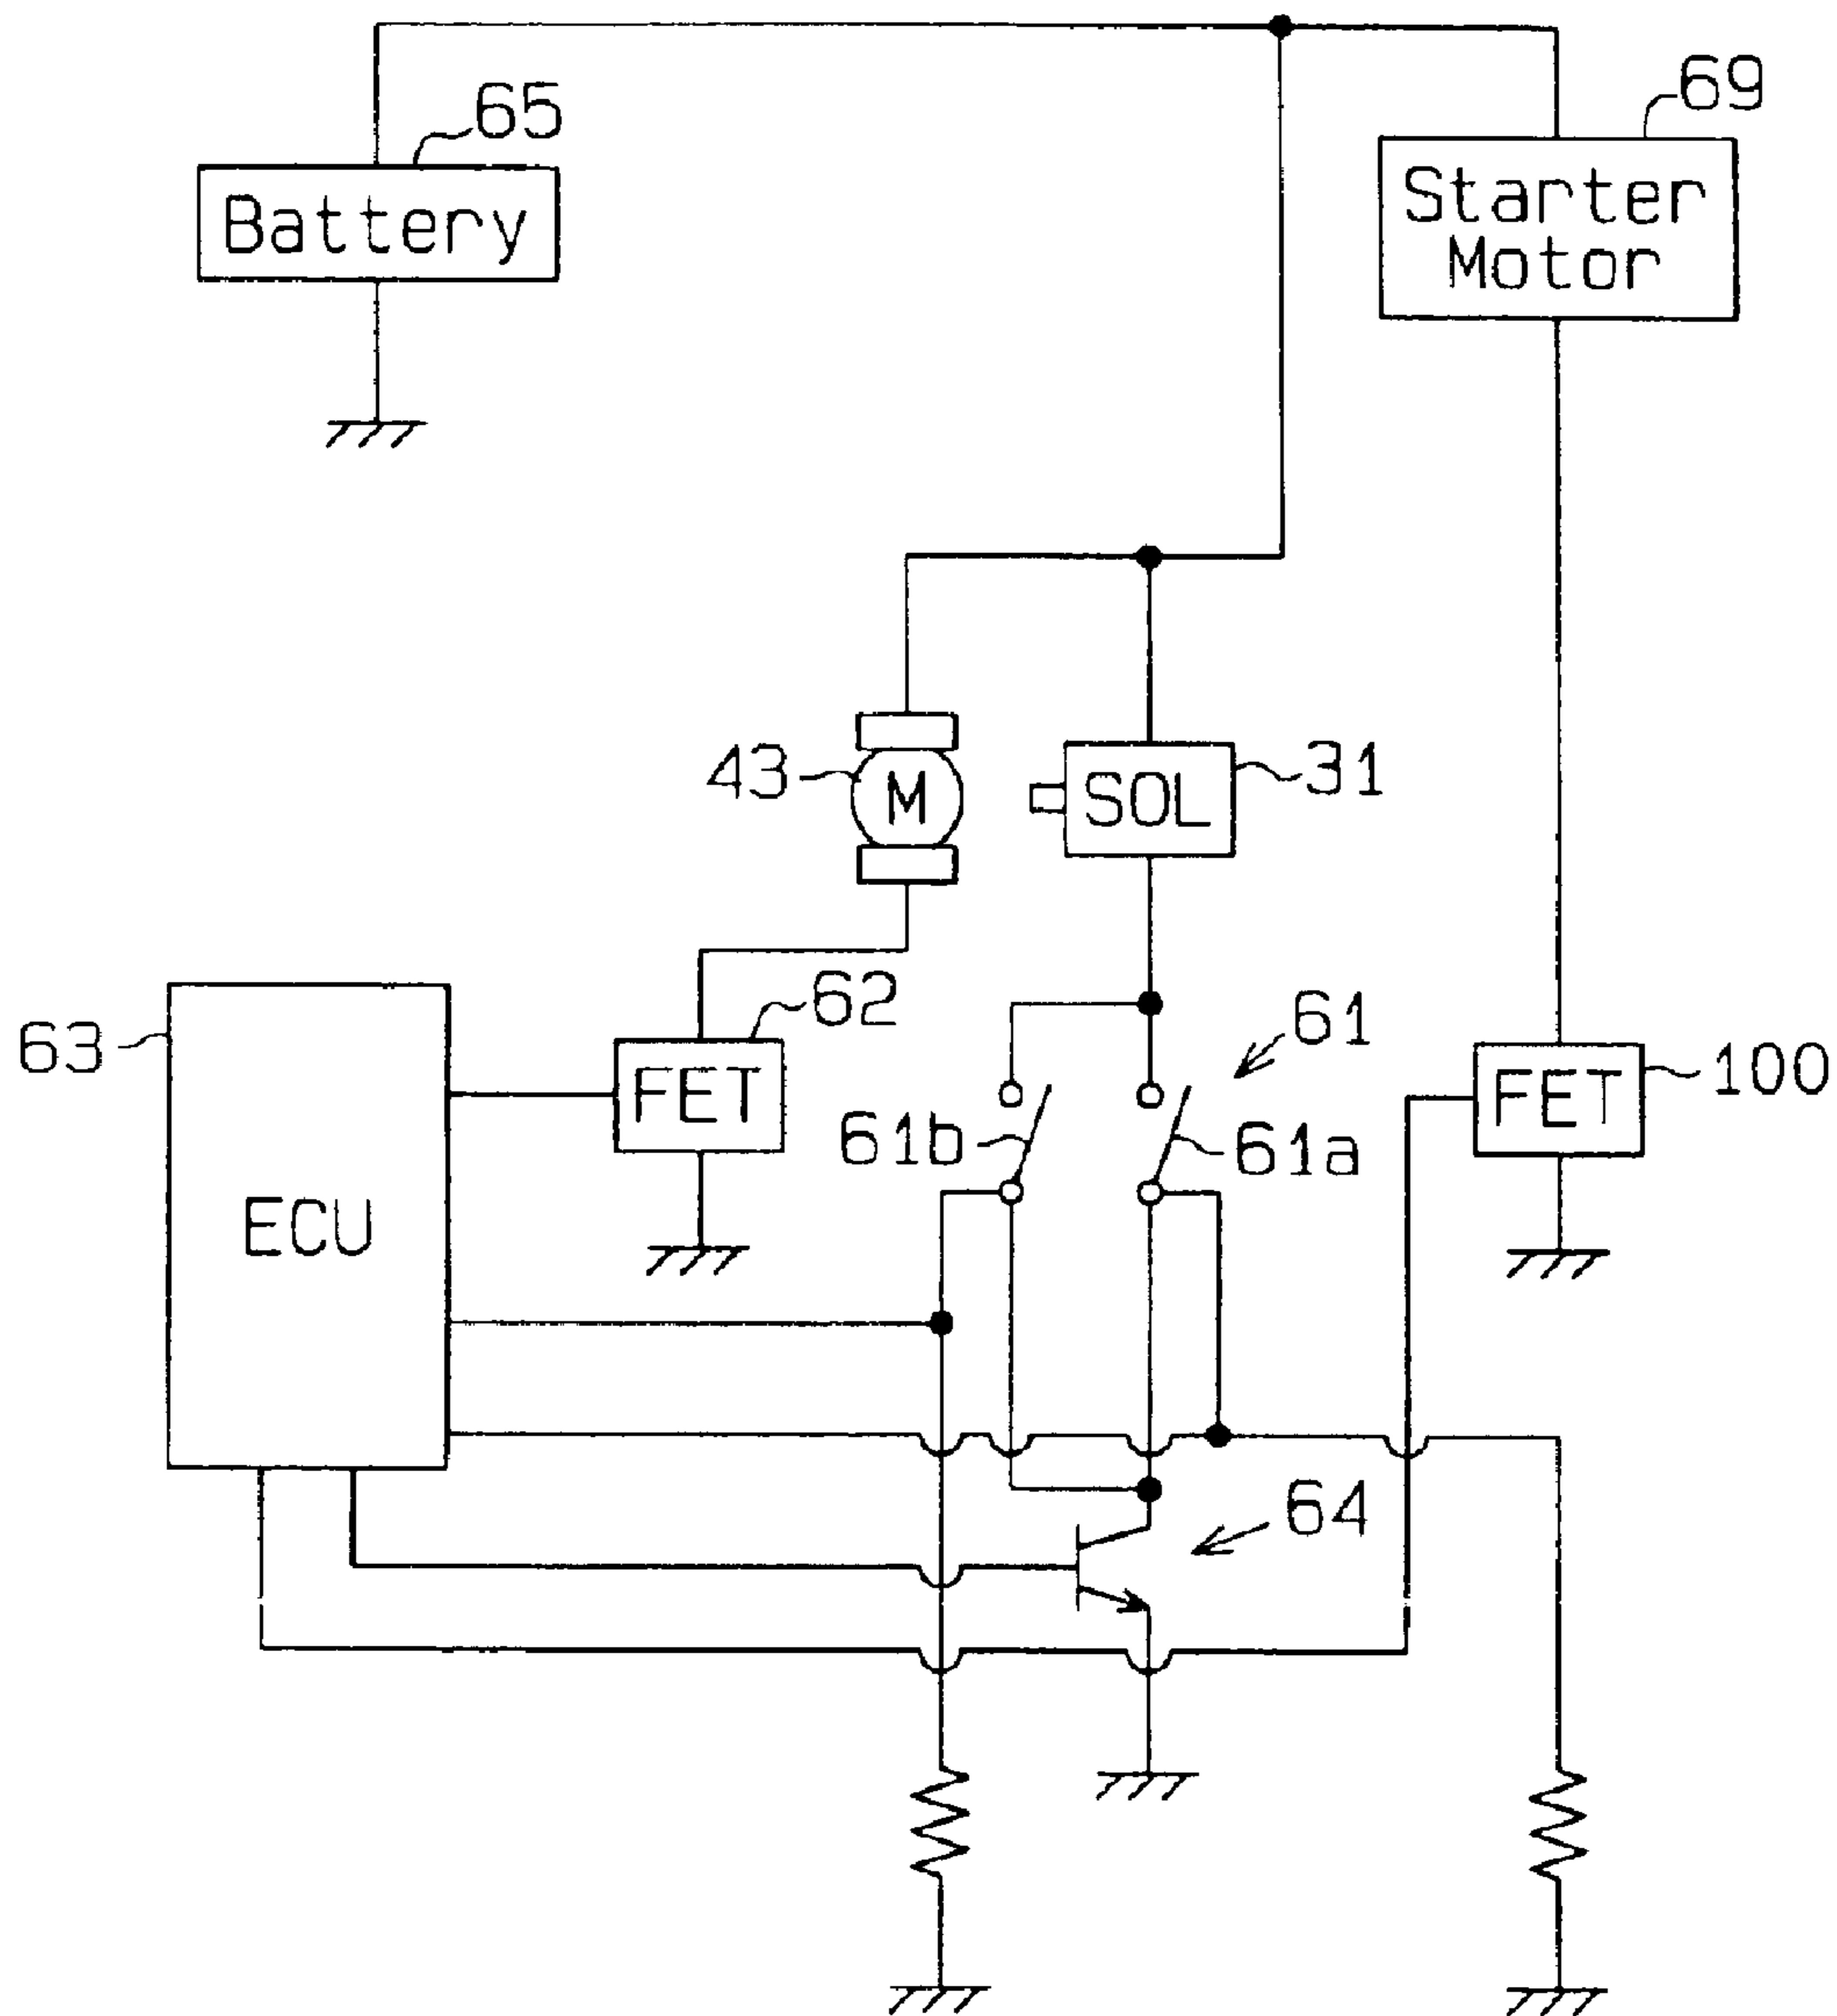 65
Battery
69
Starter
Motor
43
M
SOL
31
63
ECU
62
FET
61
61b
61a
FET
100
64